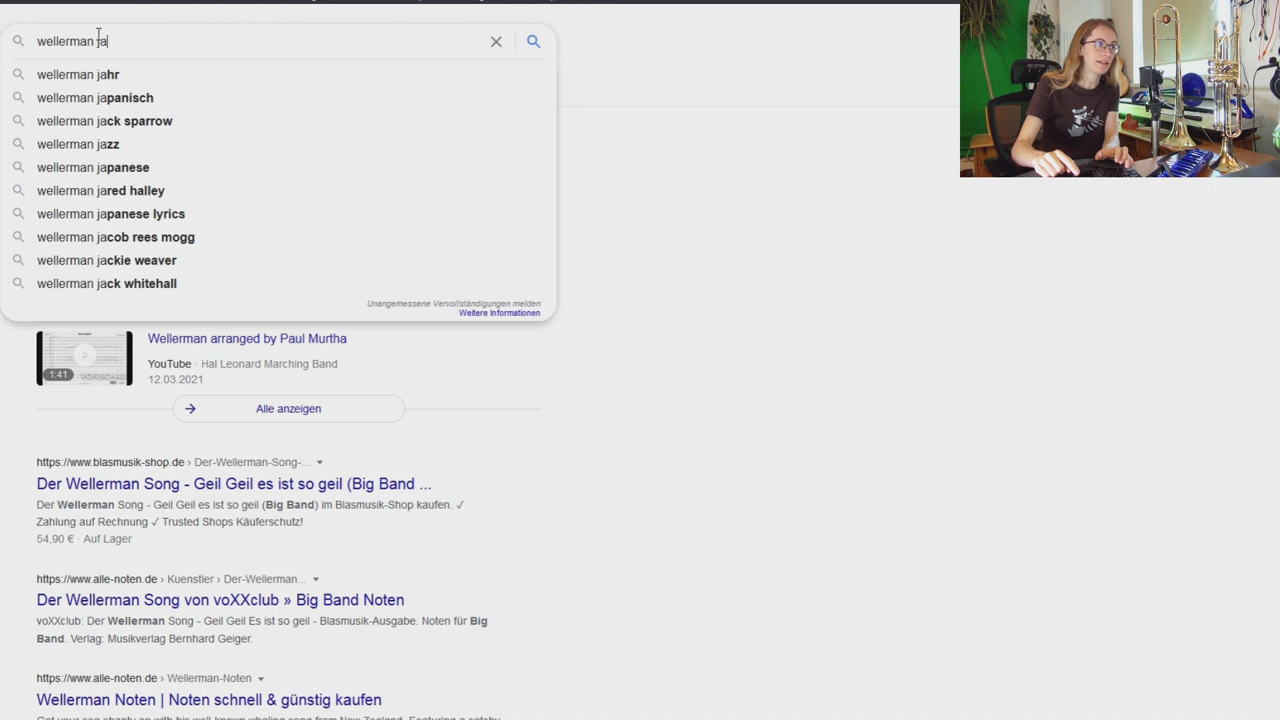 wellerman ja
wellerman jahr
wellerman japanisch
wellerman jack sparrow
wellerman jazz
wellerman japanese
wellerman jared halley
wellerman japanese lyrics
wellerman jacob rees mogg
wellerman jackie weaver
wellerman jack whitehall
Unangemessene Vervollständigungen melden
Weitere Informationen
Wellerman arranged by Paul Murtha
YouTube · Hal Leonard Marching Band
1:41
12.03.2021
Alle anzeigen
https://www.blasmusik-shop.de › Der-Wellerman-Song-...
Der Wellerman Song - Geil Geil es ist so geil (Big Band ...
Der Wellerman Song - Geil Geil es ist so geil (Big Band) im Blasmusik-Shop kaufen. ✓
Zahlung auf Rechnung ✓ Trusted Shops Käuferschutz!
54,90 € · Auf Lager
https://www.alle-noten.de › Kuenstler › Der-Wellerman...
Der Wellerman Song von voXXclub » Big Band Noten
voXXclub: Der Wellerman Song - Geil Geil Es ist so geil - Blasmusik-Ausgabe. Noten für Big
Band. Verlag: Musikverlag Bernhard Geiger.
https://www.alle-noten.de › Wellerman-Noten
Wellerman Noten | Noten schnell & günstig kaufen